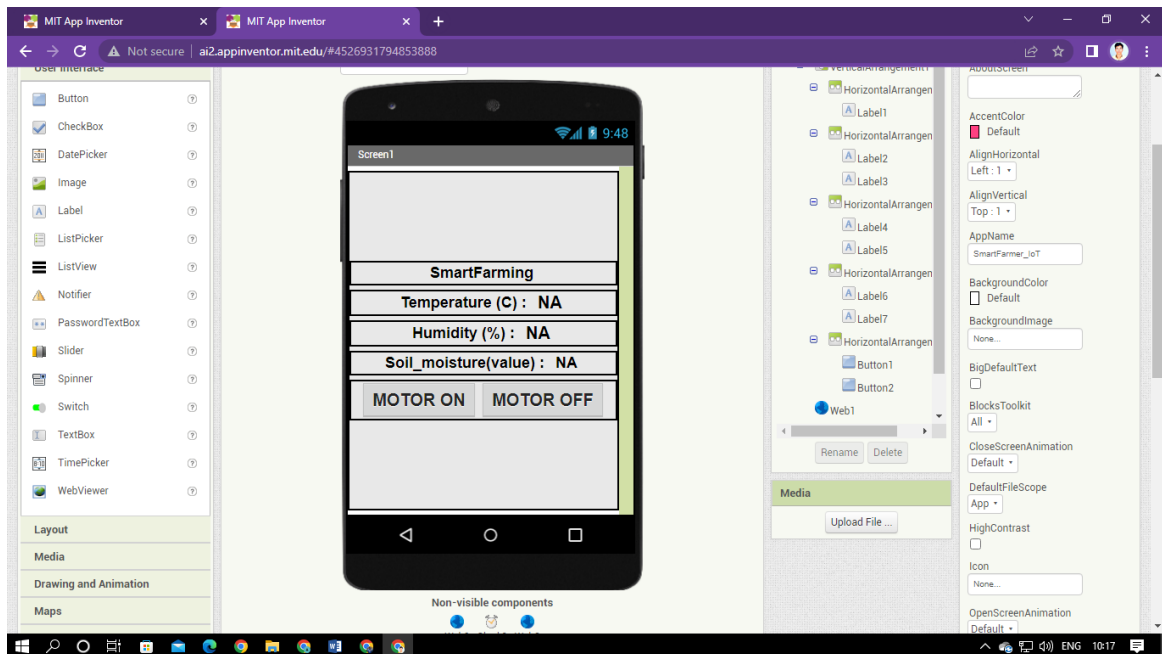 MIT App Inventor
MIT App Inventor
Not secure
ai2.appinventor.mit.edu/#4526931794853888
User Interface
Button
CheckBox
DatePicker
Image
Label
ListPicker
ListView
Notifier
PasswordTextBox
Slider
Spinner
Switch
TextBox
TimePicker
WebViewer
Layout
Media
Drawing and Animation
Maps
9:48
Screen1
SmartFarming
Temperature (C) : NA
Humidity (%) : NA
Soil_moisture(value) : NA
MOTOR ON MOTOR OFF
Non-visible components
VerticalArrangement1
HorizontalArrangen
Label1
HorizontalArrangen
Label2
Label3
HorizontalArrangen
Label4
Label5
HorizontalArrangen
Label6
Label7
HorizontalArrangen
Button1
Button2
Web1
Rename Delete
Media
Upload File ...
AboutScreen
AccentColor
Default
AlignHorizontal
Left : 1
AlignVertical
Top : 1
AppName
SmartFarmer_IoT
BackgroundColor
Default
BackgroundImage
None...
BigDefaultText
BlocksToolkit
All
CloseScreenAnimation
Default
DefaultFileScope
App
HighContrast
Icon
None...
OpenScreenAnimation
Default
ENG 10:17